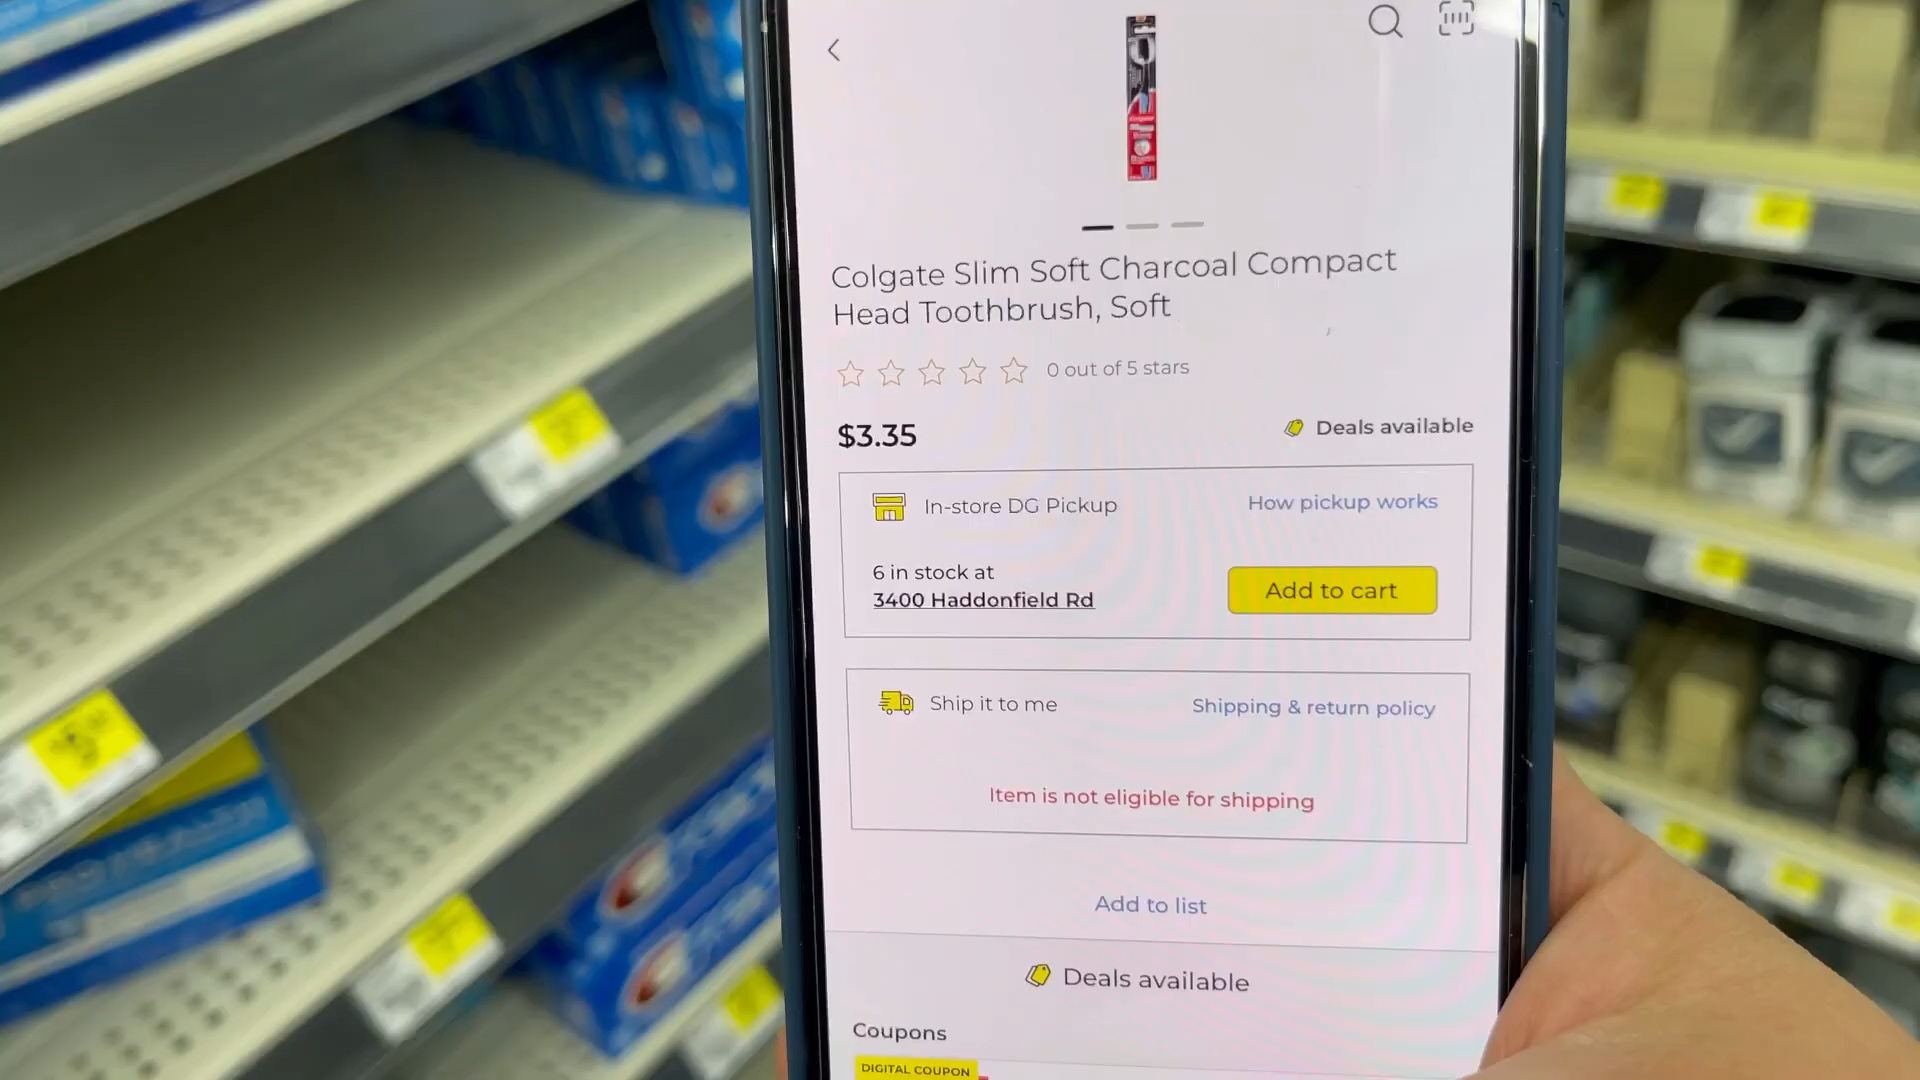 Colgate Slim Soft Charcoal Compact
Head Toothbrush, Soft
0 out of 5 stars
$3.35
Deals available
In-store DG Pickup
How pickup works
6 in stock at
3400 Haddonfield Rd
Add to cart
Ship it to me
Shipping & return policy
Item is not eligible for shipping
Add to list
Deals available
Coupons
DIGITAL COUPON